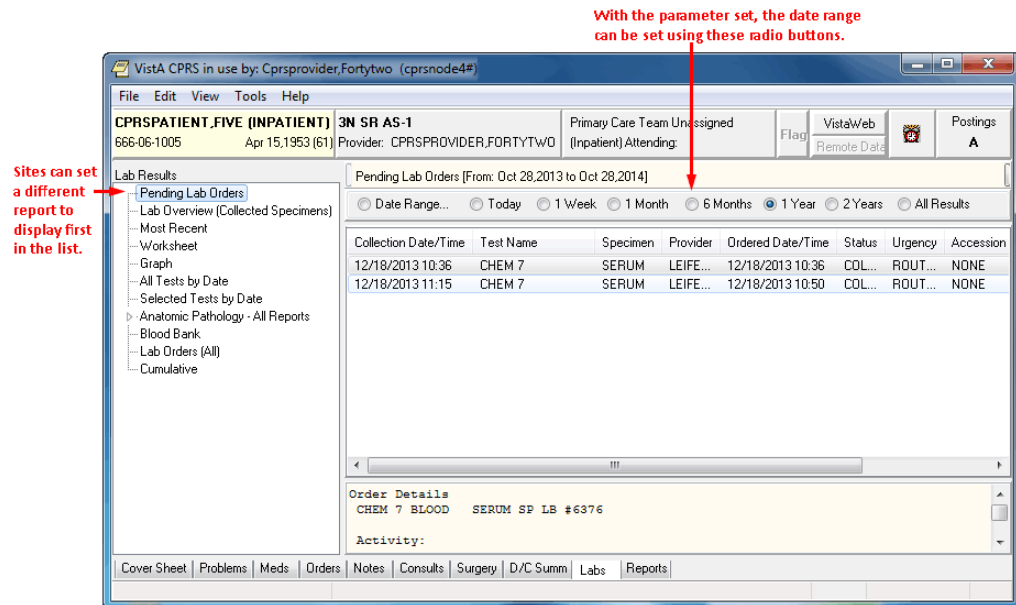 With the parameter set, the date range
can be set using these radio buttons.
VistA CPRS in use by: Cprsprovider,Fortytwo (cprsnode4#)
File Edit View Tools Help
CPRSPATIENT,FIVE (INPATIENT) 3N SR AS-1 Primary Care Team Unassigned Flag VistaWeb Postings
666-06-1005 Apr 15,1953 (61) Provider: CPRSPROVIDER,FORTYTWO (Inpatient) Attending: Remote Data A
Sites can set
a different
report to
display first
in the list.
Lab Results
Pending Lab Orders
Lab Overview (Collected Specimens)
Most Recent
Worksheet
Graph
All Tests by Date
Selected Tests by Date
Anatomic Pathology - All Reports
Blood Bank
Lab Orders (All)
Cumulative
Pending Lab Orders [From: Oct 28,2013 to Oct 28,2014]
Date Range... Today 1 Week 1 Month 6 Months 1 Year 2 Years All Results
Collection Date/Time Test Name Specimen Provider Ordered Date/Time Status Urgency Accession
12/18/2013 10:36 CHEM 7 SERUM LEIFE... 12/18/2013 10:36 COL... ROUT... NONE
12/18/2013 11:15 CHEM 7 SERUM LEIFE... 12/18/2013 10:50 COL... ROUT... NONE
Order Details
CHEM 7 BLOOD SERUM SP LB #6376
Activity:
Cover Sheet Problems Meds Orders Notes Consults Surgery D/C Summ Labs Reports